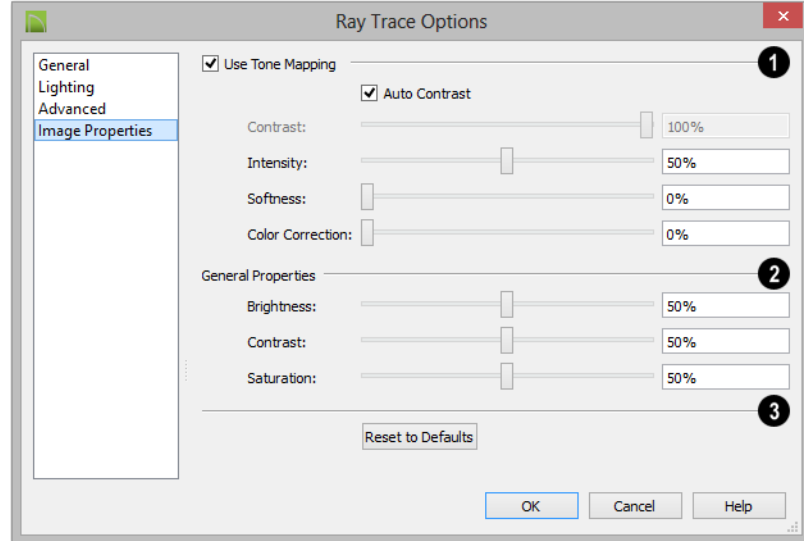 Ray Trace Options
×
General
Lighting
Advanced
Image Properties
Use Tone Mapping
1
Auto Contrast
Contrast: 100%
Intensity: 50%
Softness: 0%
Color Correction: 0%
General Properties
2
Brightness: 50%
Contrast: 50%
Saturation: 50%
3
Reset to Defaults
OK Cancel Help